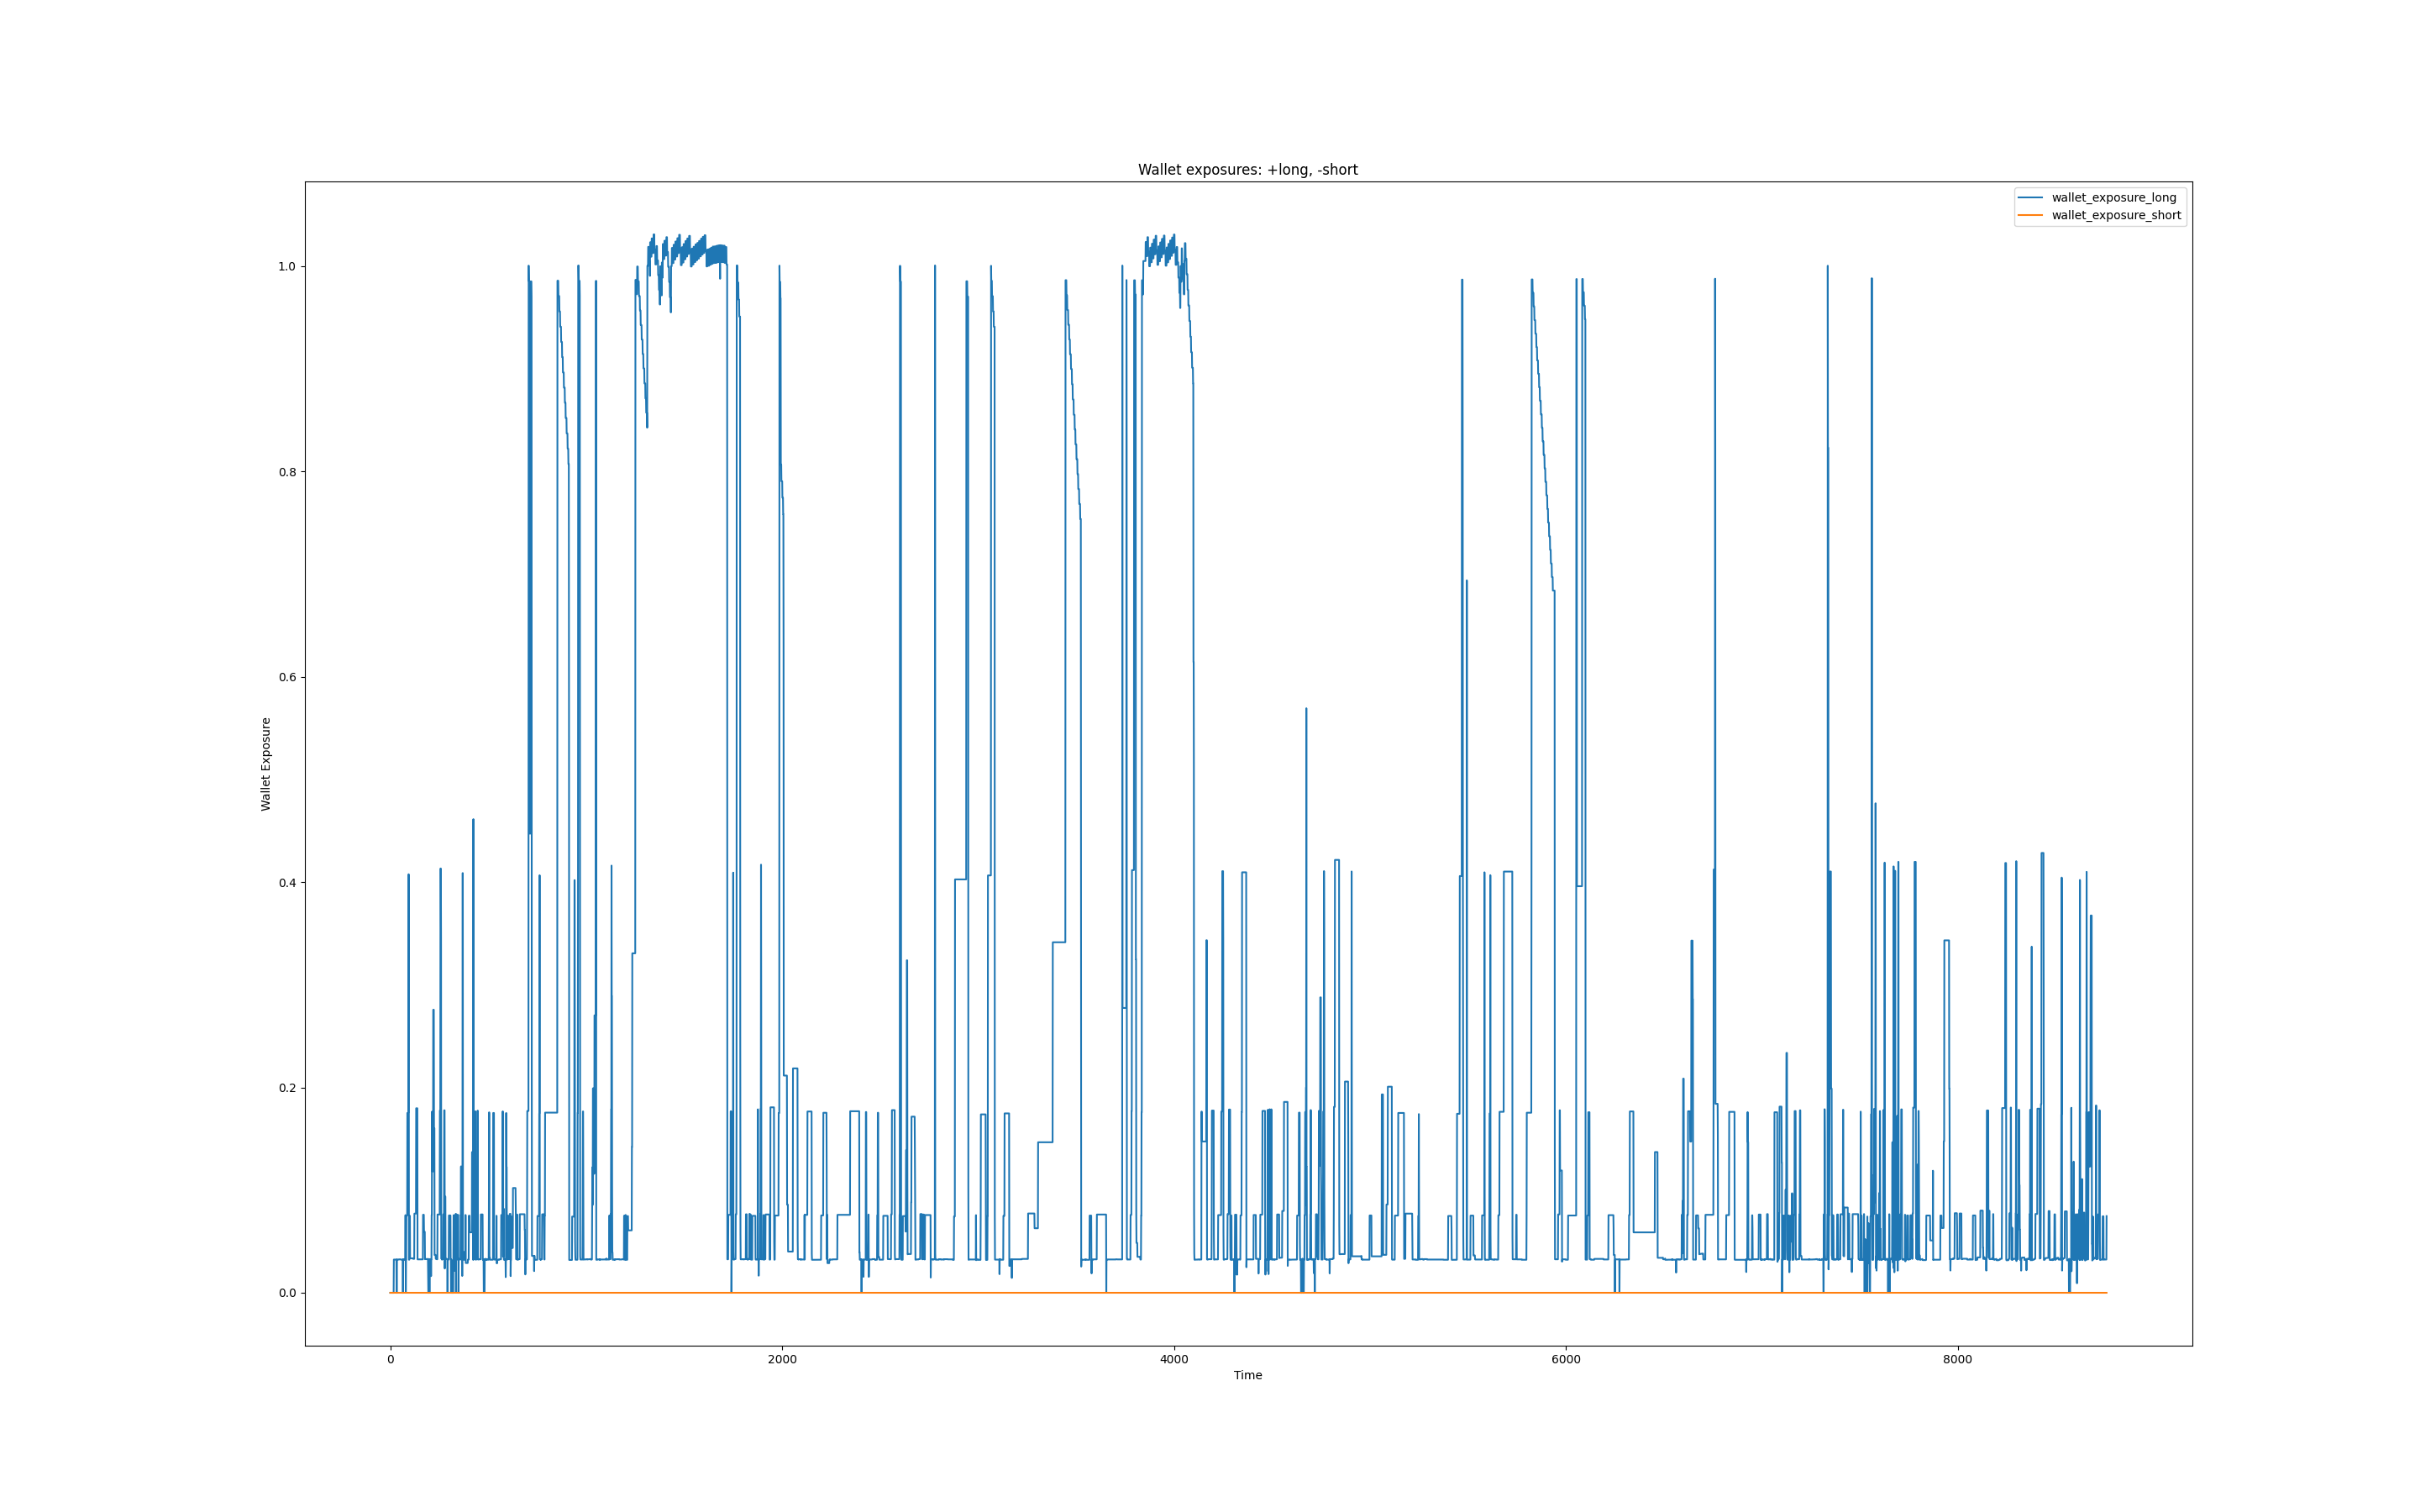 Wallet exposures: +long, -short
wallet_exposure_long
wallet_exposure_short
1.0
0.8
0.6
0.4
0.2
0.0
Wallet Exposure
0 2000 4000 6000 8000
Time